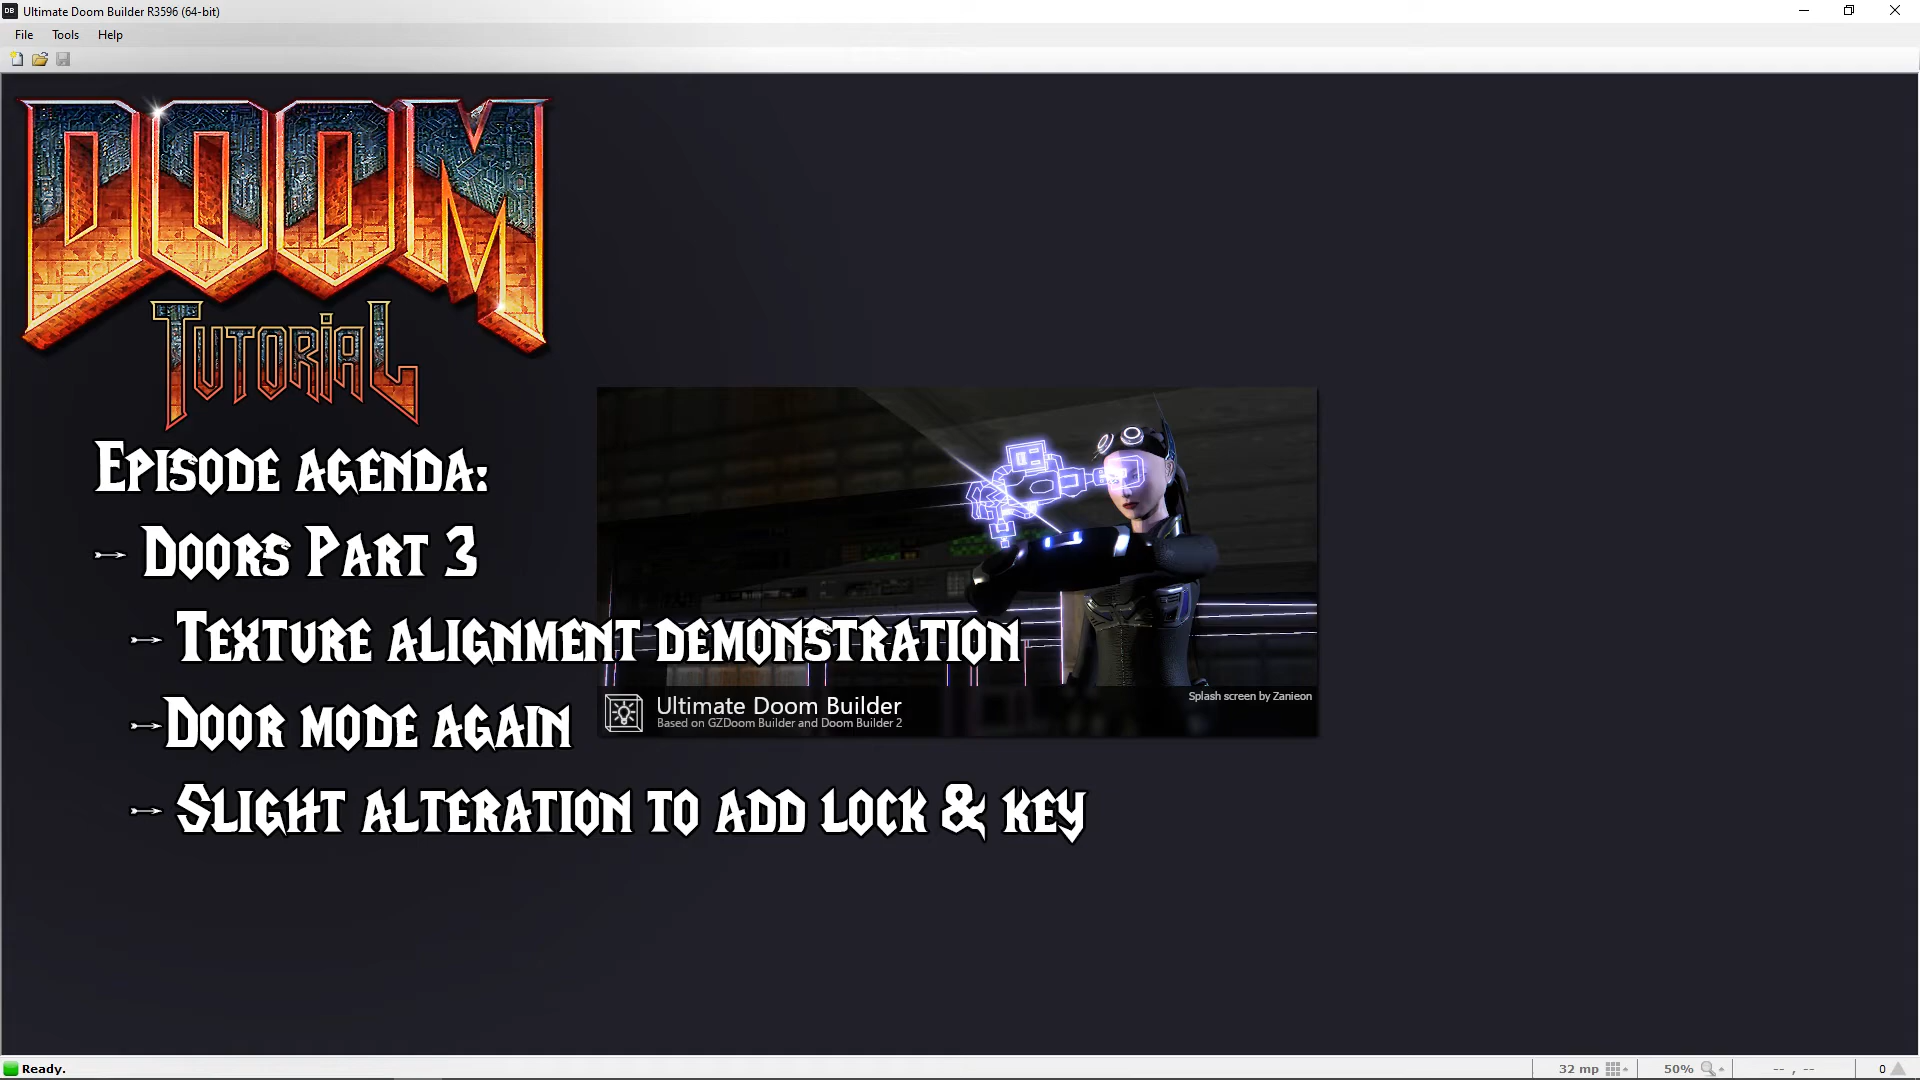 DB Ultimate Doom Builder R3596 (64-bit)
File Tools Help
DOOM
Tutorial
Episode agenda:
Doors Part 3
Texture alignment demonstration
Door mode again
Slight alteration to add lock & key
Splash screen by Zanieon
Ultimate Doom Builder
Based on GZDoom Builder and Doom Builder 2
Ready.
32 mp 50% -- , -- 0